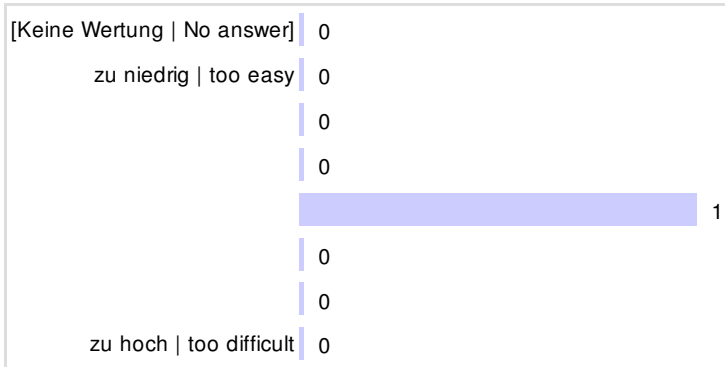 [Keine Wertung | No answer] 0
zu niedrig | too easy 0
0
0
1
0
0
zu hoch | too difficult 0